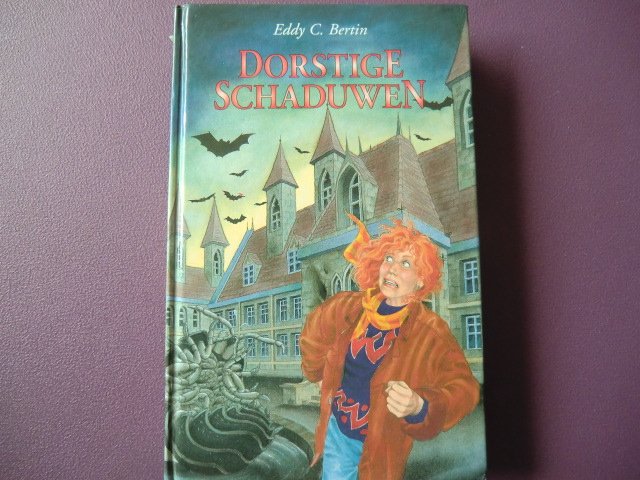 Eddy C. Bertin
DORSTIGE
SCHADUWEN